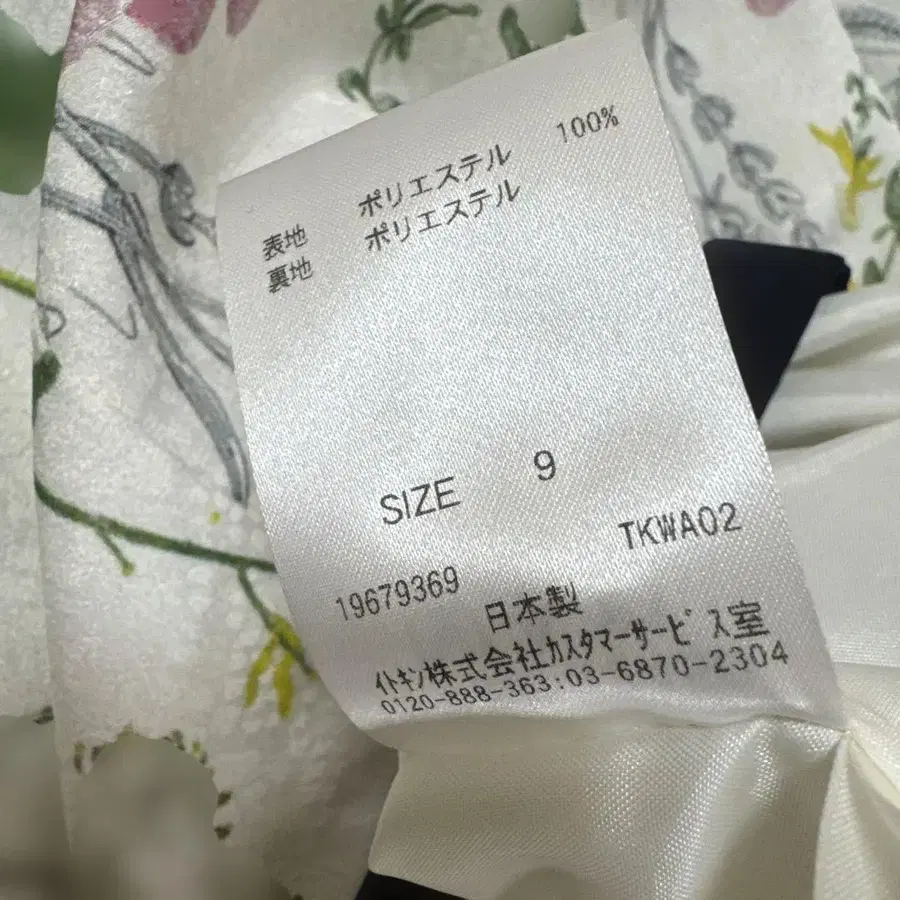 表地 ポリエステル 100%
裏地 ポリエステル
SIZE 9
TKWA02
19679369
日本製
イトキン株式会社カスタマーサービス室
0120-888-363:03-6870-2304